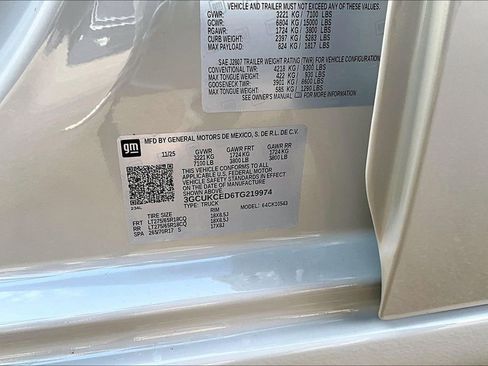 VEHICLE AND TRAILER MUST NOT EXCEED ANY OF THESE WEIGHTS
GVWR: 3221 KG / 7100 LBS
GCWR: 6804 KG / 15000 LBS
RGAWR: 1724 KG / 3800 LBS
CURB WEIGHT: 2397 KG / 5283 LBS
MAX PAYLOAD: 824 KG / 1817 LBS
SAE J2807 TRAILER WEIGHT RATING (TWR) FOR VEHICLE CONFIGURATION
CONVENTIONAL TWR: 4218 KG / 9300 LBS
MAX TONGUE WT: 422 KG / 930 LBS
GOOSENECK TWR: 3901 KG / 8600 LBS
MAX TONGUE WT: 585 KG / 1290 LBS
SEE OWNER'S MANUAL FOR MORE INFORMATION
gm
MFD BY GENERAL MOTORS DE MEXICO, S. DE R.L. DE C.V.
11/25 GVWR GAWR FRT GAWR RR
3221 KG 1724 KG 1724 KG
7100 LB 3800 LB 3800 LB
THIS VEHICLE CONFORMS TO ALL
APPLICABLE U.S. FEDERAL MOTOR
VEHICLE SAFETY STANDARDS IN
EFFECT ON THE DATE OF
MANUFACTURE SHOWN ABOVE.
3GCUKCED6TG219974
TYPE: TRUCK MODEL: 64CK10543
TIRE SIZE RIM
FRT LT275/65R18CQ 18X8.5J
RR LT275/65R18CQ 18X8.5J
SPA 265/70R17 S 17X8J